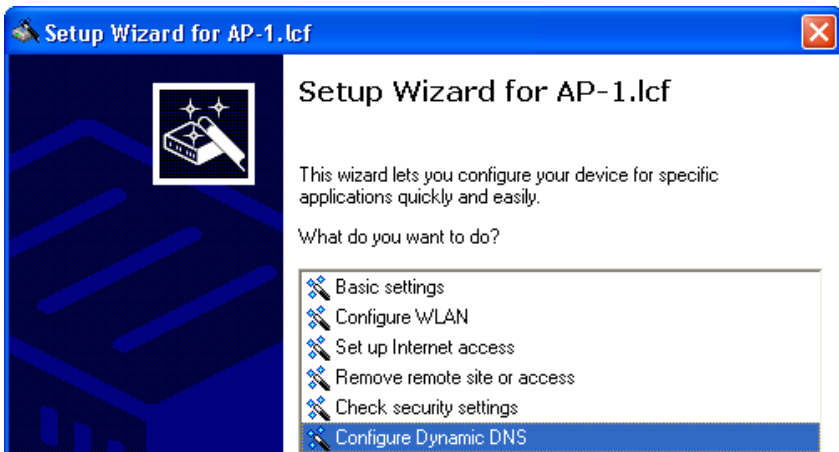 Setup Wizard for AP-1.lcf
Setup Wizard for AP-1.lcf
This wizard lets you configure your device for specific
applications quickly and easily.
What do you want to do?
Basic settings
Configure WLAN
Set up Internet access
Remove remote site or access
Check security settings
Configure Dynamic DNS